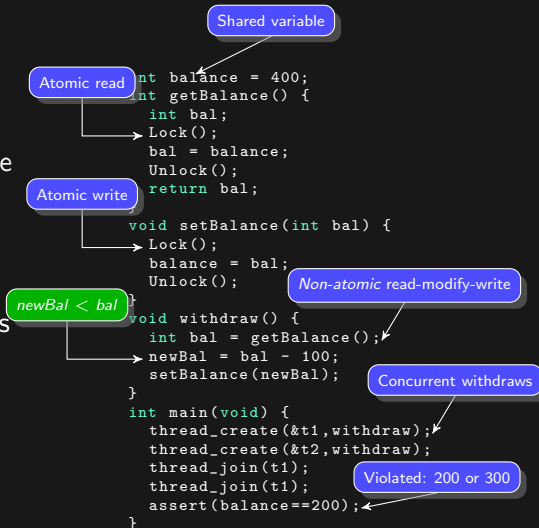 Shared variable
int balance = 400;
Atomic read
int getBalance() {
int bal;
Lock();
bal = balance;
e
Unlock();
return bal;
Atomic write
}
void setBalance(int bal) {
Lock();
balance = bal;
Unlock();
Non-atomic read-modify-write
}
newBal < bal
s
void withdraw() {
int bal = getBalance();
newBal = bal - 100;
setBalance(newBal);
Concurrent withdraws
}
int main(void) {
thread_create(&t1,withdraw);
thread_create(&t2,withdraw);
thread_join(t1);
Violated: 200 or 300
thread_join(t1);
assert(balance==200);
}